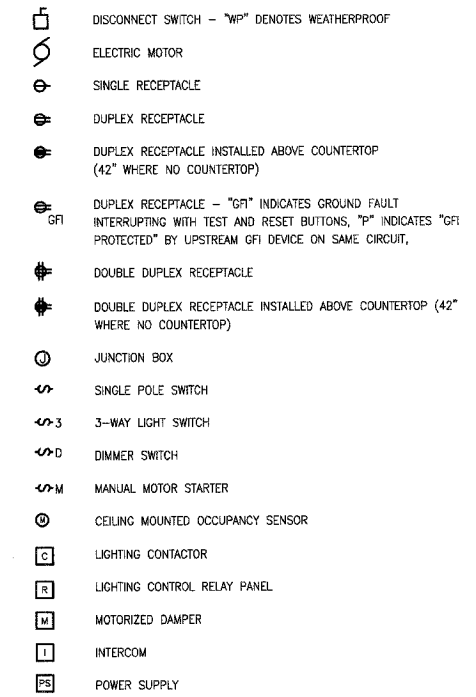 DISCONNECT SWITCH – "WP" DENOTES WEATHERPROOF
ELECTRIC MOTOR
SINGLE RECEPTACLE
DUPLEX RECEPTACLE
DUPLEX RECEPTACLE INSTALLED ABOVE COUNTERTOP
(42" WHERE NO COUNTERTOP)
DUPLEX RECEPTACLE – "GFI" INDICATES GROUND FAULT
GFI INTERRUPTING WITH TEST AND RESET BUTTONS, "P" INDICATES "GFI
PROTECTED" BY UPSTREAM GFI DEVICE ON SAME CIRCUIT,
DOUBLE DUPLEX RECEPTACLE
DOUBLE DUPLEX RECEPTACLE INSTALLED ABOVE COUNTERTOP (42"
WHERE NO COUNTERTOP)
J JUNCTION BOX
SINGLE POLE SWITCH
3 3–WAY LIGHT SWITCH
D DIMMER SWITCH
M MANUAL MOTOR STARTER
M CEILING MOUNTED OCCUPANCY SENSOR
C LIGHTING CONTACTOR
R LIGHTING CONTROL RELAY PANEL
M MOTORIZED DAMPER
I INTERCOM
PS POWER SUPPLY